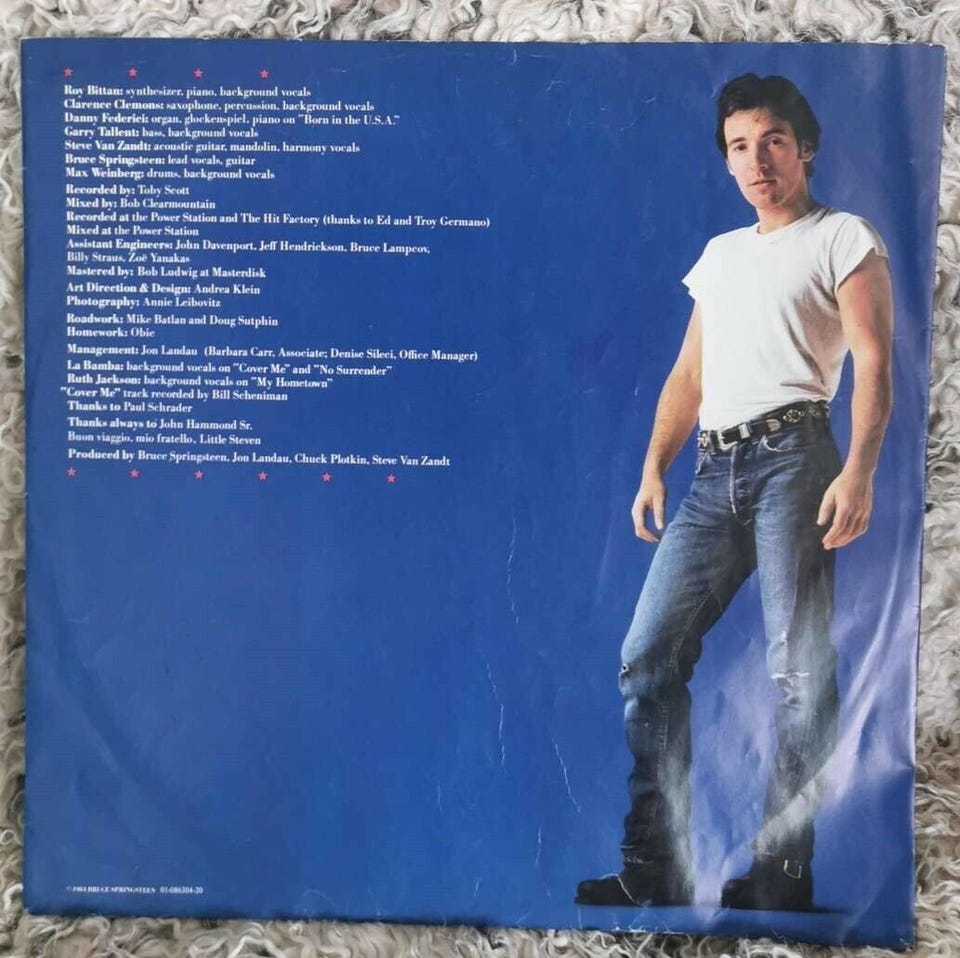 Roy Bittan: synthesizer, piano, background vocals
Clarence Clemons: saxophone, percussion, background vocals
Danny Federici: organ, glockenspiel, piano on "Born in the U.S.A."
Garry Tallent: bass, background vocals
Steve Van Zandt: acoustic guitar, mandolin, harmony vocals
Bruce Springsteen: lead vocals, guitar
Max Weinberg: drums, background vocals
Recorded by: Toby Scott
Mixed by: Bob Clearmountain
Recorded at the Power Station and The Hit Factory (thanks to Ed and Troy Germano)
Mixed at the Power Station
Assistant Engineers: John Davenport, Jeff Hendrickson, Bruce Lampcov,
Billy Straus, Zoë Yanakas
Mastered by: Bob Ludwig at Masterdisk
Art Direction & Design: Andrea Klein
Photography: Annie Leibovitz
Roadwork: Mike Batlan and Doug Sutphin
Homework: Obie
Management: Jon Landau (Barbara Carr, Associate; Denise Sileci, Office Manager)
La Bamba: background vocals on "Cover Me" and "No Surrender"
Ruth Jackson: background vocals on "My Hometown"
"Cover Me" track recorded by Bill Scheniman
Thanks to Paul Schrader
Thanks always to John Hammond Sr.
Buon viaggio, mio fratello, Little Steven
Produced by Bruce Springsteen, Jon Landau, Chuck Plotkin, Steve Van Zandt
© 1984 BRUCE SPRINGSTEEN 01-086304-20